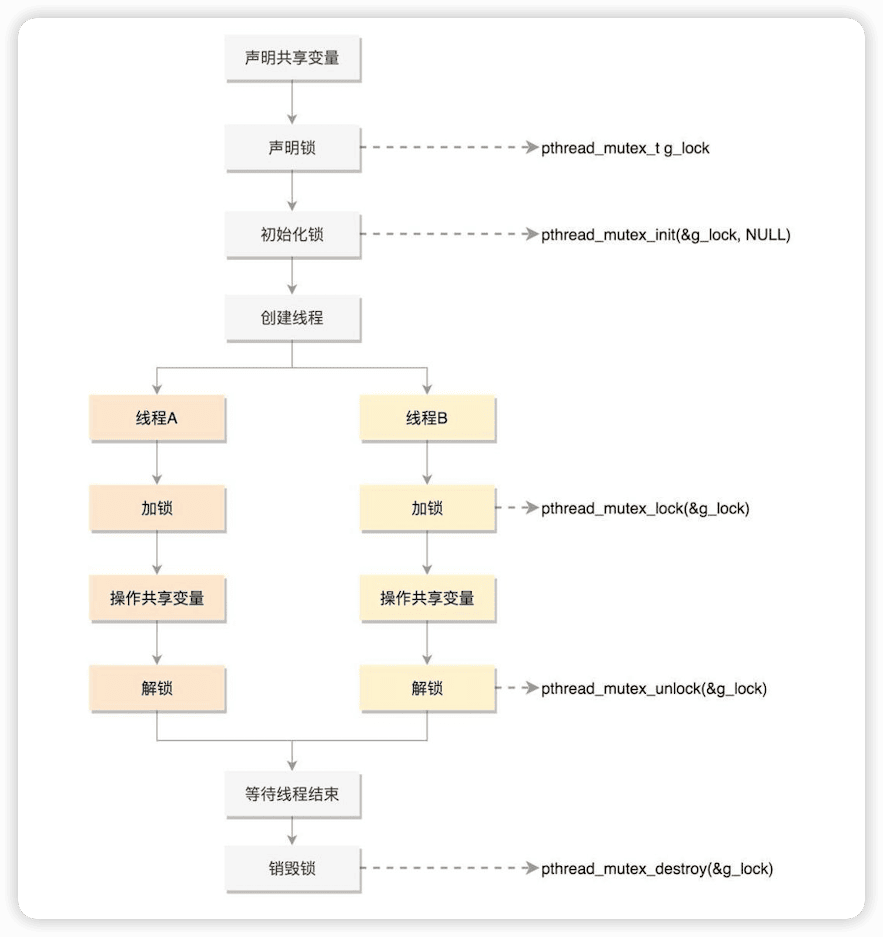 声明共享变量
声明锁
pthread_mutex_t g_lock
初始化锁
pthread_mutex_init(&g_lock, NULL)
创建线程
线程A
线程B
加锁
加锁
pthread_mutex_lock(&g_lock)
操作共享变量
操作共享变量
解锁
解锁
pthread_mutex_unlock(&g_lock)
等待线程结束
销毁锁
pthread_mutex_destroy(&g_lock)